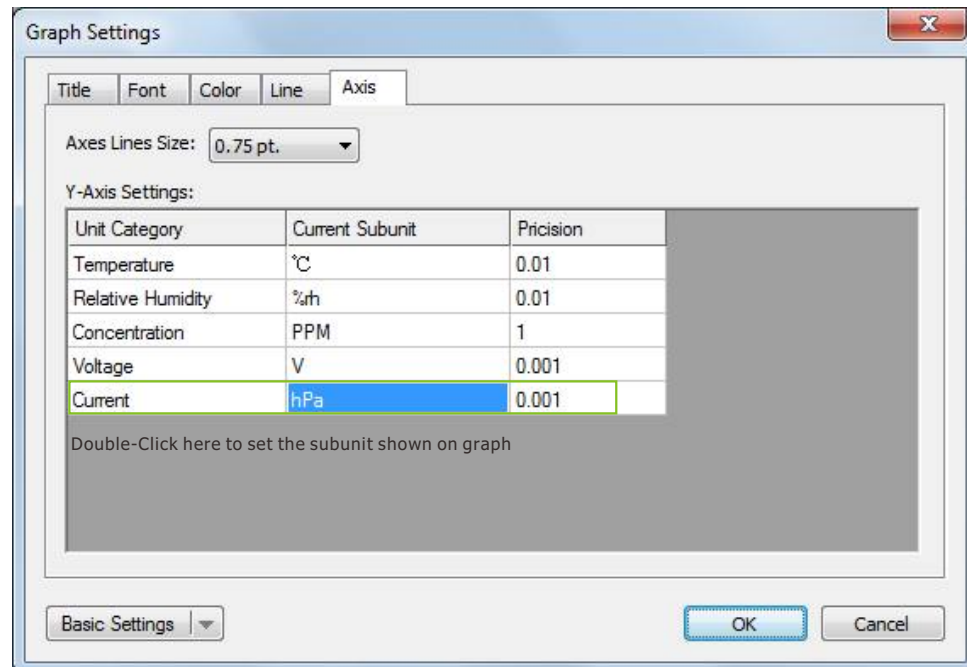 Graph Settings
Title Font Color Line Axis
Axes Lines Size: 0.75 pt.
Y-Axis Settings:
Unit Category Current Subunit Pricision
Temperature ℃ 0.01
Relative Humidity %rh 0.01
Concentration PPM 1
Voltage V 0.001
Current hPa 0.001
Double-Click here to set the subunit shown on graph
Basic Settings OK Cancel